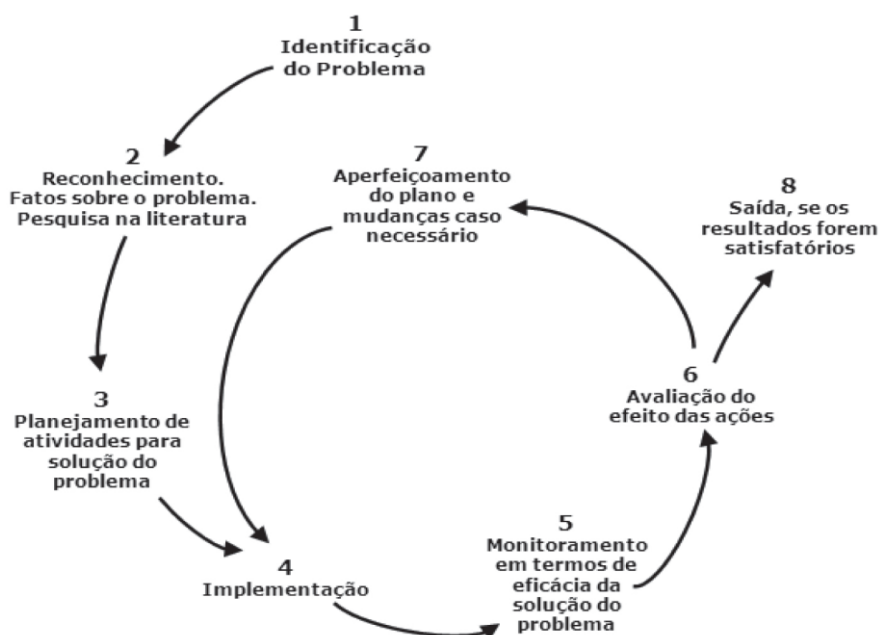 1
Identificação
do Problema
2
Reconhecimento.
Fatos sobre o problema.
Pesquisa na literatura
3
Planejamento de
atividades para
solução do
problema
4
Implementação
5
Monitoramento
em termos de
eficácia da
solução do
problema
6
Avaliação do
efeito das ações
7
Aperfeiçoamento
do plano e
mudanças caso
necessário
8
Saída, se os
resultados forem
satisfatórios